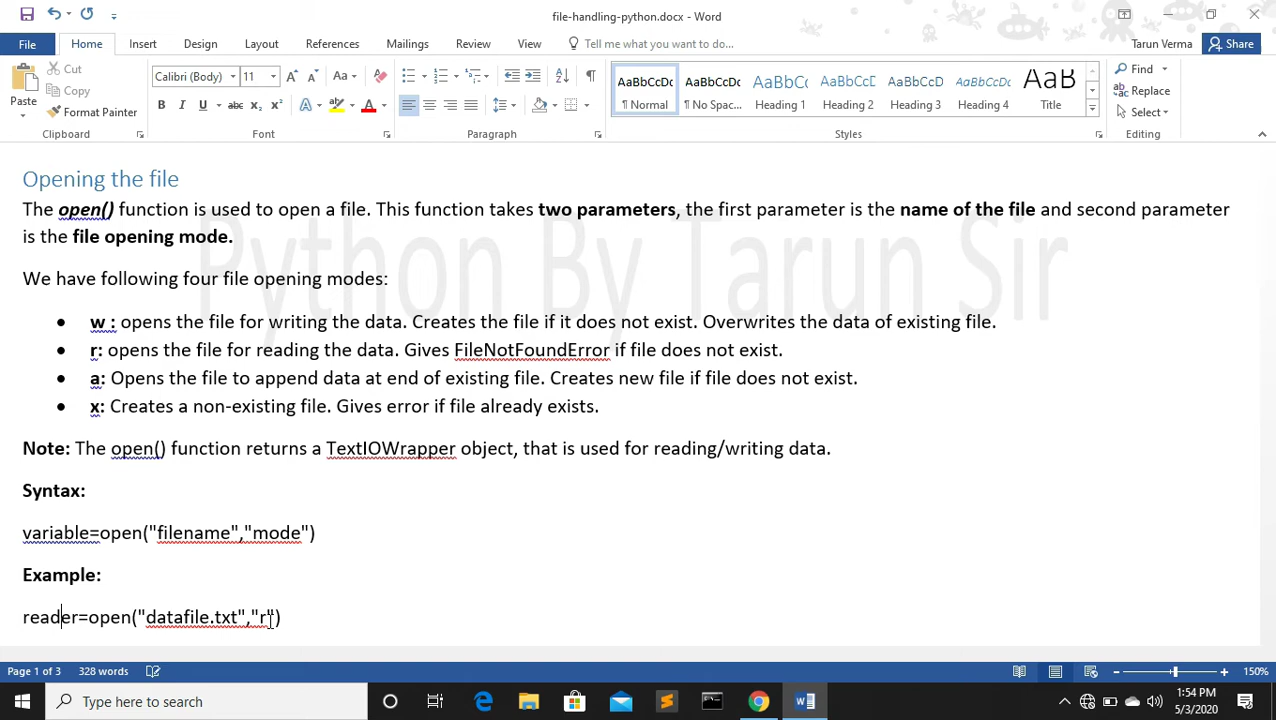 file-handling-python.docx - Word
File Home Insert Design Layout References Mailings Review View Tell me what you want to do... Tarun Verma Share
Paste Cut Copy Format Painter
Calibri (Body) 11
AaBbCcDc AaBbCcDc AaBbCc AaBbCcD AaBbCcD AaBbCcD AaB
¶ Normal ¶ No Spac... Heading 1 Heading 2 Heading 3 Heading 4 Title
Find Replace Select
Clipboard Font Paragraph Styles Editing
Python By Tarun Sir
Opening the file
The open() function is used to open a file. This function takes two parameters, the first parameter is the name of the file and second parameter
is the file opening mode.
We have following four file opening modes:
• w : opens the file for writing the data. Creates the file if it does not exist. Overwrites the data of existing file.
• r: opens the file for reading the data. Gives FileNotFoundError if file does not exist.
• a: Opens the file to append data at end of existing file. Creates new file if file does not exist.
• x: Creates a non-existing file. Gives error if file already exists.
Note: The open() function returns a TextIOWrapper object, that is used for reading/writing data.
Syntax:
variable=open("filename","mode")
Example:
reader=open("datafile.txt","r")
Page 1 of 3 328 words 150%
Type here to search
1:54 PM
5/3/2020